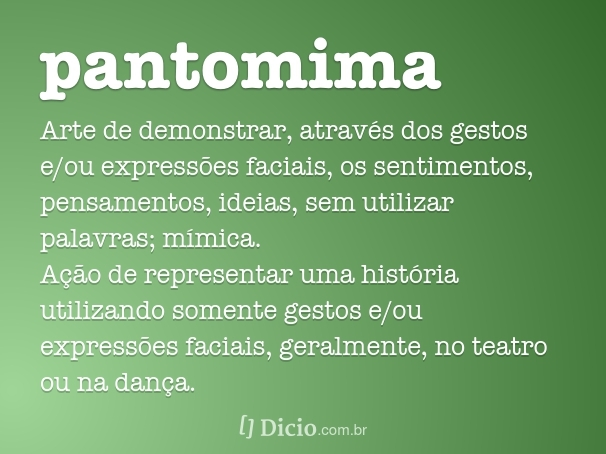 pantomima
Arte de demonstrar, através dos gestos
e/ou expressões faciais, os sentimentos,
pensamentos, ideias, sem utilizar
palavras; mímica.
Ação de representar uma história
utilizando somente gestos e/ou
expressões faciais, geralmente, no teatro
ou na dança.
[] Dicio.com.br